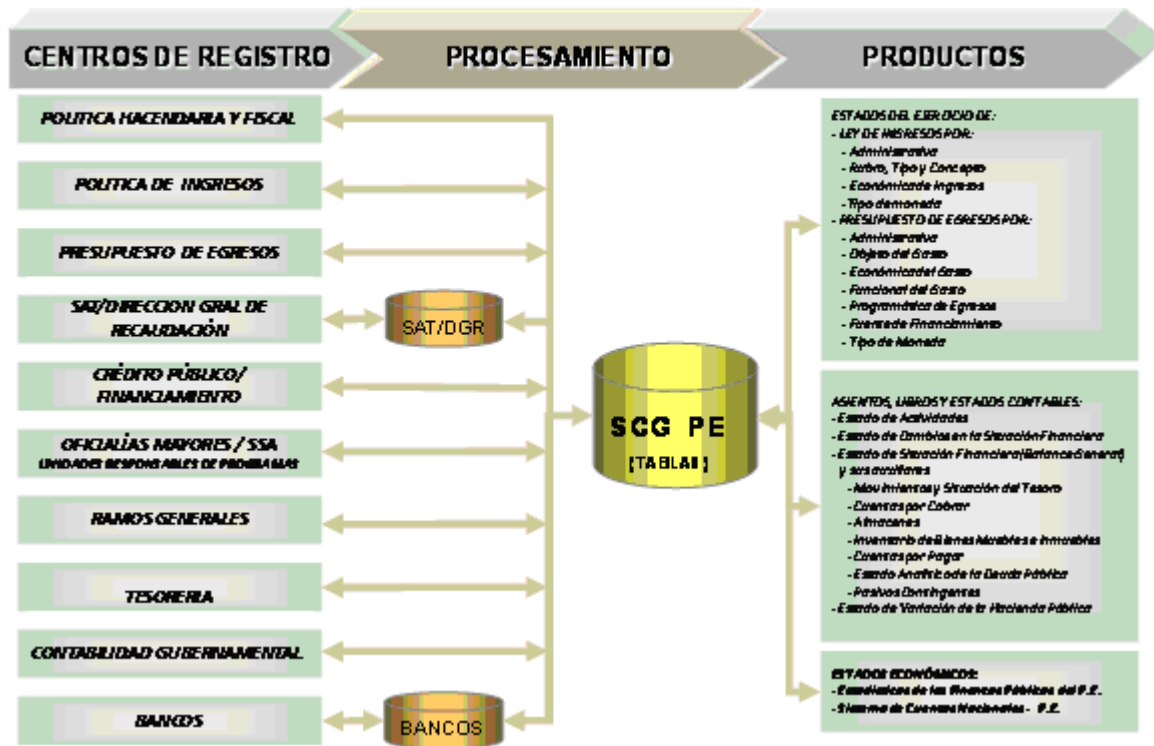 CENTROS DE REGISTRO
PROCESAMIENTO
PRODUCTOS
POLITICA HACENDARIA Y FISCAL
POLITICA DE INGRESOS
PRESUPUESTO DE EGRESOS
SAT/DIRECCION GRAL DE
RECAUDACIÓN
CRÉDITO PÚBLICO/
FINANCIAMIENTO
OFICIALÍAS MAYORES / SSA
UNIDADES RESPONSABLES DE PROGRAMAS
RAMOS GENERALES
TESORERIA
CONTABILIDAD GUBERNAMENTAL
BANCOS
SAT/DGR
BANCOS
SCG PE
(TABLAS)
ESTADOS DEL EJERCICIO DE:
- LEY DE INGRESOS POR:
- Administrativa
- Rubro, Tipo y Concepto
- Económica de Ingresos
- Tipo de moneda
- PRESUPUESTO DE EGRESOS POR:
- Administrativa
- Objeto del Gasto
- Económica del Gasto
- Funcional del Gasto
- Programática de Egresos
- Fuente de Financiamiento
- Tipo de Moneda
ASIENTOS, LIBROS Y ESTADOS CONTABLES:
- Estado de Actividades
- Estado de Cambios en la Situación Financiera
- Estado de Situación Financiera (Balance General)
y sus auxiliares
- Movimientos y Situación del Tesoro
- Cuentas por Cobrar
- Almacenes
- Inventario de Bienes Muebles e Inmuebles
- Cuentas por Pagar
- Estado Analítico de la Deuda Pública
- Pasivos Contingentes
- Estado de Variación de la Hacienda Pública
ESTADOS ECONÓMICOS:
- Estadísticas de las Finanzas Públicas del P.E.
- Sistema de Cuentas Nacionales - P.E.